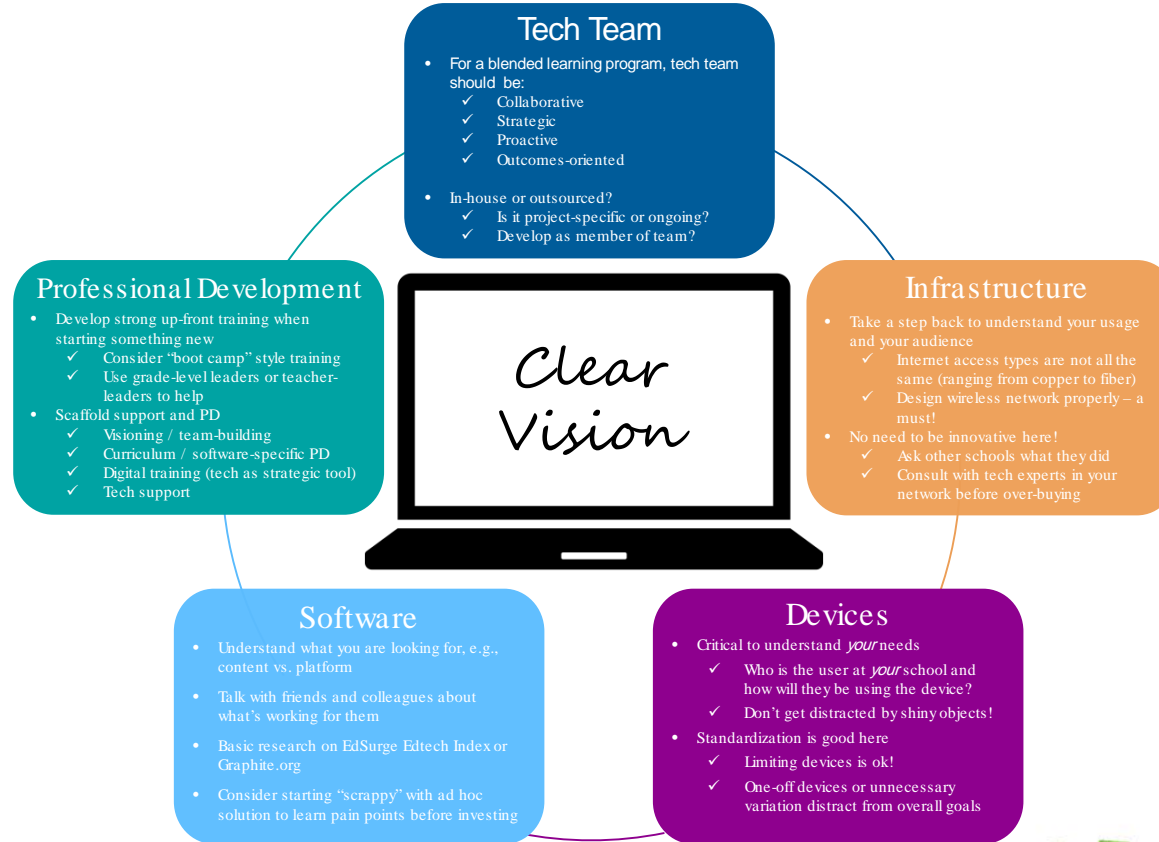 Tech Team
• For a blended learning program, tech team
should be:
✓ Collaborative
✓ Strategic
✓ Proactive
✓ Outcomes-oriented
• In-house or outsourced?
✓ Is it project-specific or ongoing?
✓ Develop as member of team?
Professional Development
• Develop strong up-front training when
starting something new
✓ Consider “boot camp” style training
✓ Use grade-level leaders or teacher-
leaders to help
• Scaffold support and PD
✓ Visioning / team-building
✓ Curriculum / software-specific PD
✓ Digital training (tech as strategic tool)
✓ Tech support
Clear
Vision
Infrastructure
• Take a step back to understand your usage
and your audience
✓ Internet access types are not all the
same (ranging from copper to fiber)
✓ Design wireless network properly – a
must!
• No need to be innovative here!
✓ Ask other schools what they did
✓ Consult with tech experts in your
network before over-buying
Software
• Understand what you are looking for, e.g.,
content vs. platform
• Talk with friends and colleagues about
what’s working for them
• Basic research on EdSurge Edtech Index or
Graphite.org
• Consider starting “scrappy” with ad hoc
solution to learn pain points before investing
Devices
• Critical to understand your needs
✓ Who is the user at your school and
how will they be using the device?
✓ Don’t get distracted by shiny objects!
• Standardization is good here
✓ Limiting devices is ok!
✓ One-off devices or unnecessary
variation distract from overall goals